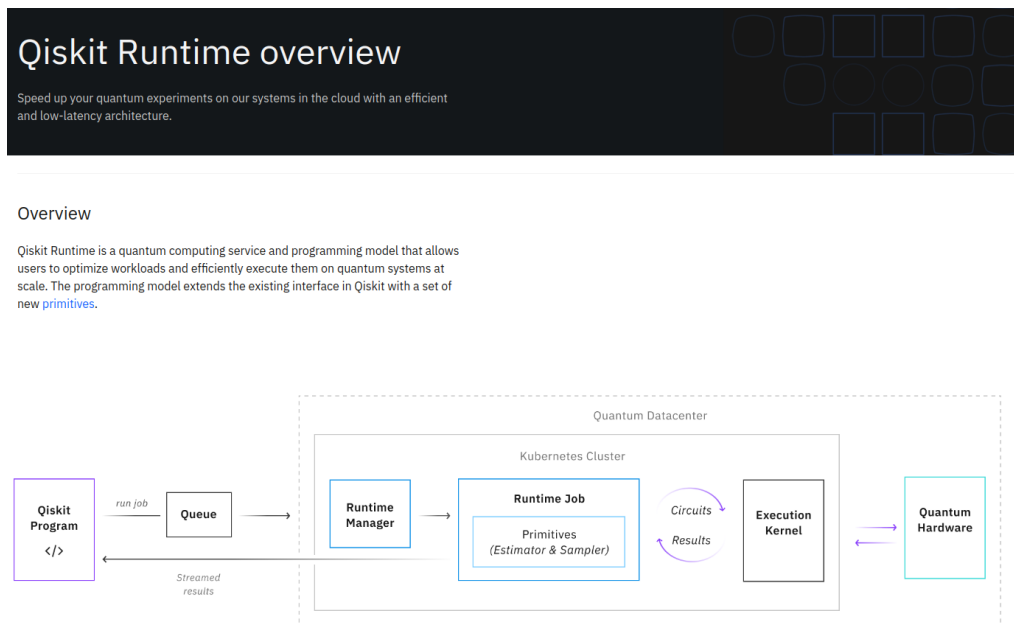 Qiskit Runtime overview
Speed up your quantum experiments on our systems in the cloud with an efficient
and low-latency architecture.
Overview
Qiskit Runtime is a quantum computing service and programming model that allows
users to optimize workloads and efficiently execute them on quantum systems at
scale. The programming model extends the existing interface in Qiskit with a set of
new primitives.
Quantum Datacenter
Kubernetes Cluster
Qiskit
Program
</>
run job
Queue
Runtime
Manager
Runtime Job
Primitives
(Estimator & Sampler)
Circuits
Results
Execution
Kernel
Quantum
Hardware
Streamed
results